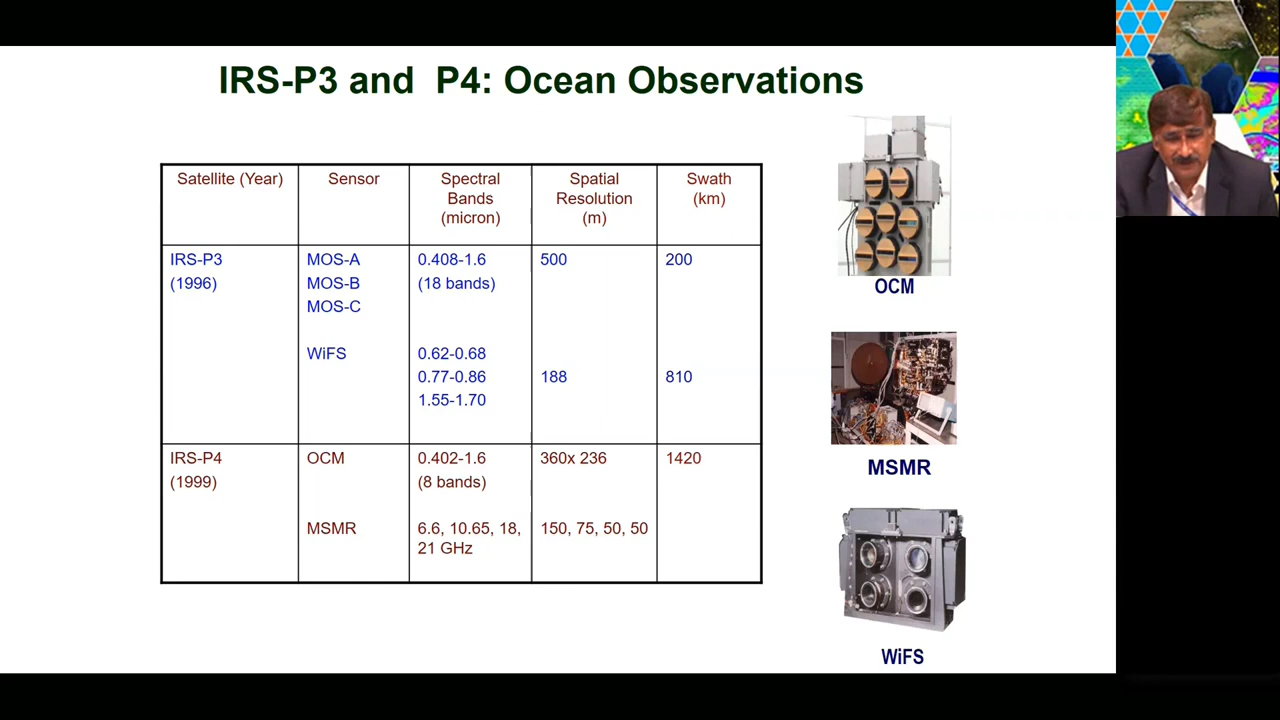 IRS-P3 and P4: Ocean Observations
Satellite (Year) Sensor Spectral Bands (micron) Spatial Resolution (m) Swath (km)
IRS-P3 (1996)
MOS-A
MOS-B
MOS-C
0.408-1.6
(18 bands)
500
200
WiFS
0.62-0.68
0.77-0.86
1.55-1.70
188
810
IRS-P4
(1999)
OCM
0.402-1.6
(8 bands)
360x 236
1420
MSMR
6.6, 10.65, 18,
21 GHz
150, 75, 50, 50
OCM
MSMR
WiFS